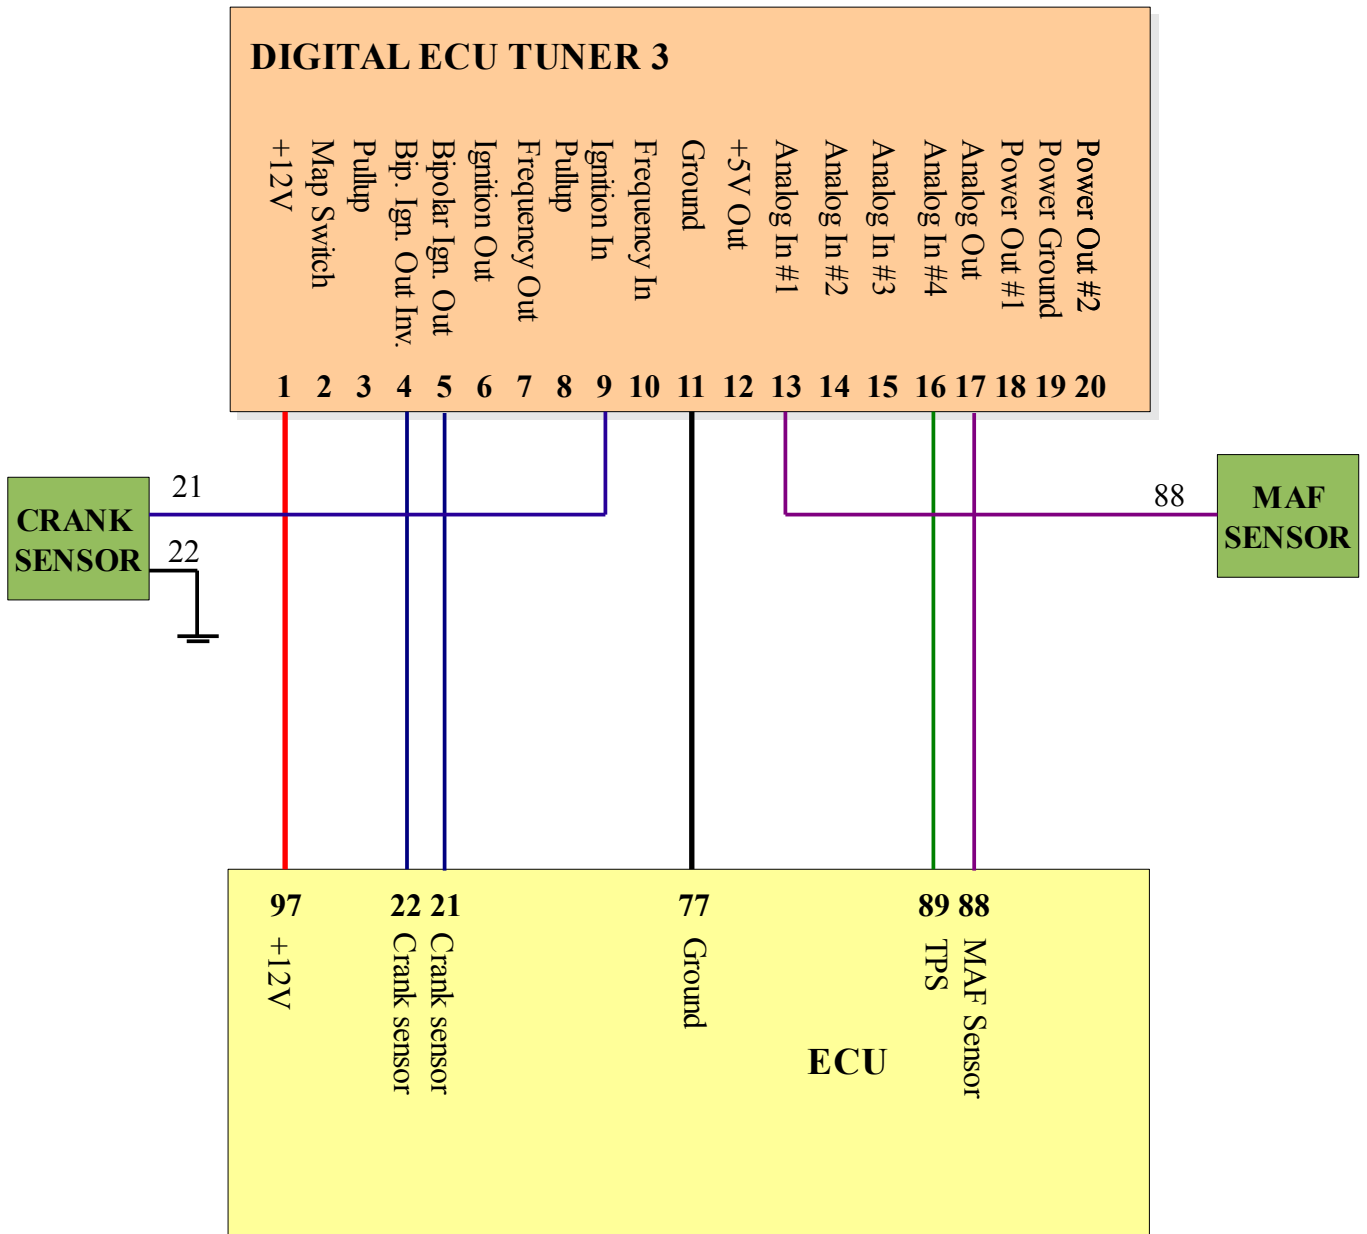 DIGITAL ECU TUNER 3
+12V
Map Switch
Pullup
Bip. Ign. Out Inv.
Bipolar Ign. Out
Ignition Out
Frequency Out
Pullup
Ignition In
Frequency In
Ground
+5V Out
Analog In #1
Analog In #2
Analog In #3
Analog In #4
Analog Out
Power Out #1
Power Ground
Power Out #2
1 2 3 4 5 6 7 8 9 10 11 12 13 14 15 16 17 18 19 20
CRANK
SENSOR
21
22
88
MAF
SENSOR
97 22 21 77 89 88
+12V
Crank sensor
Crank sensor
Ground
TPS
MAF Sensor
ECU